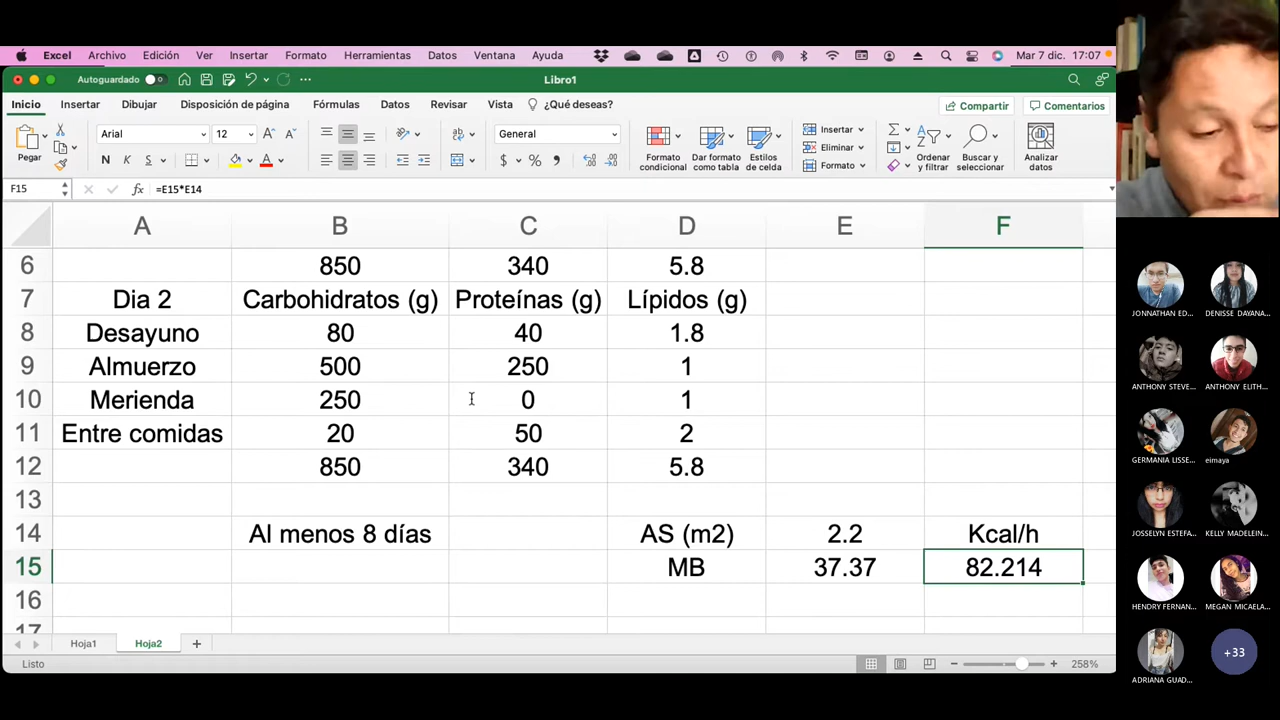 Excel Archivo Edición Ver Insertar Formato Herramientas Datos Ventana Ayuda Mar 7 dic. 17:07
Autoguardado Libro1
Inicio Insertar Dibujar Disposición de página Fórmulas Datos Revisar Vista ¿Qué deseas? Compartir Comentarios
Pegar Arial 12 General Formato condicional Dar formato como tabla Estilos de celda Insertar Eliminar Formato Ordenar y filtrar Buscar y seleccionar Analizar datos
N K S
F15 fx =E15*E14
A B C D E F
6 850 340 5.8
7 Dia 2 Carbohidratos (g) Proteínas (g) Lípidos (g)
8 Desayuno 80 40 1.8
9 Almuerzo 500 250 1
10 Merienda 250 0 1
11 Entre comidas 20 50 2
12 850 340 5.8
13
14 Al menos 8 días AS (m2) 2.2 Kcal/h
15 MB 37.37 82.214
16
17
Hoja1 Hoja2 +
Listo 258%
JONNATHAN ED... DENISSE DAYANA...
ANTHONY STEVE... ANTHONY ELITH...
GERMANIA LISSE... eimaya
JOSSELYN ESTEFA... KELLY MADELEIN...
HENDRY FERNAN... MEGAN MICAELA...
+33
ADRIANA GUAD...